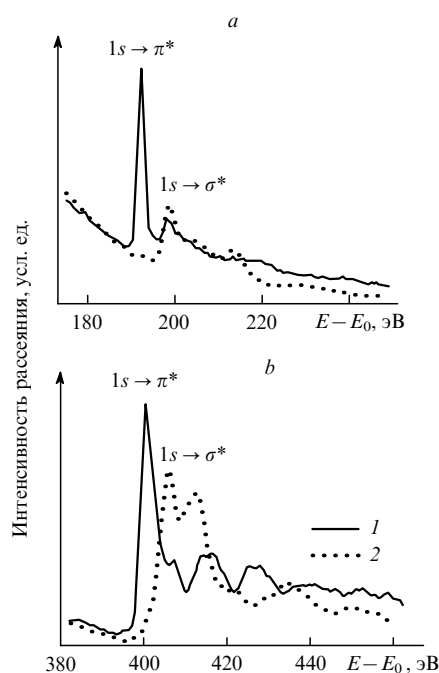 a
1s → π*
1s → σ*
180
200
220
E − E₀, эВ
b
1s → π*
1s → σ*
1
2
380
400
420
440
E − E₀, эВ
Интенсивность рассеяния, усл. ед.